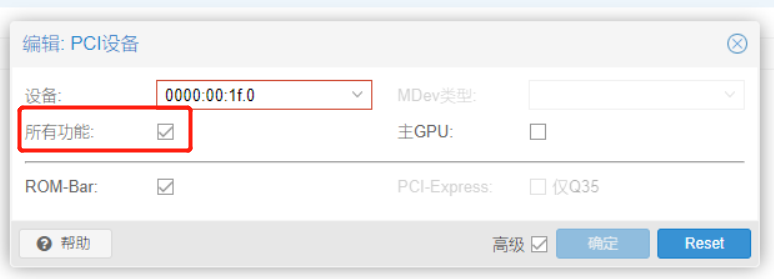 编辑: PCI设备
设备: 0000:00:1f.0 MDev类型:
所有功能: 主GPU:
ROM-Bar: PCI-Express: 仅Q35
帮助 高级 确定 Reset